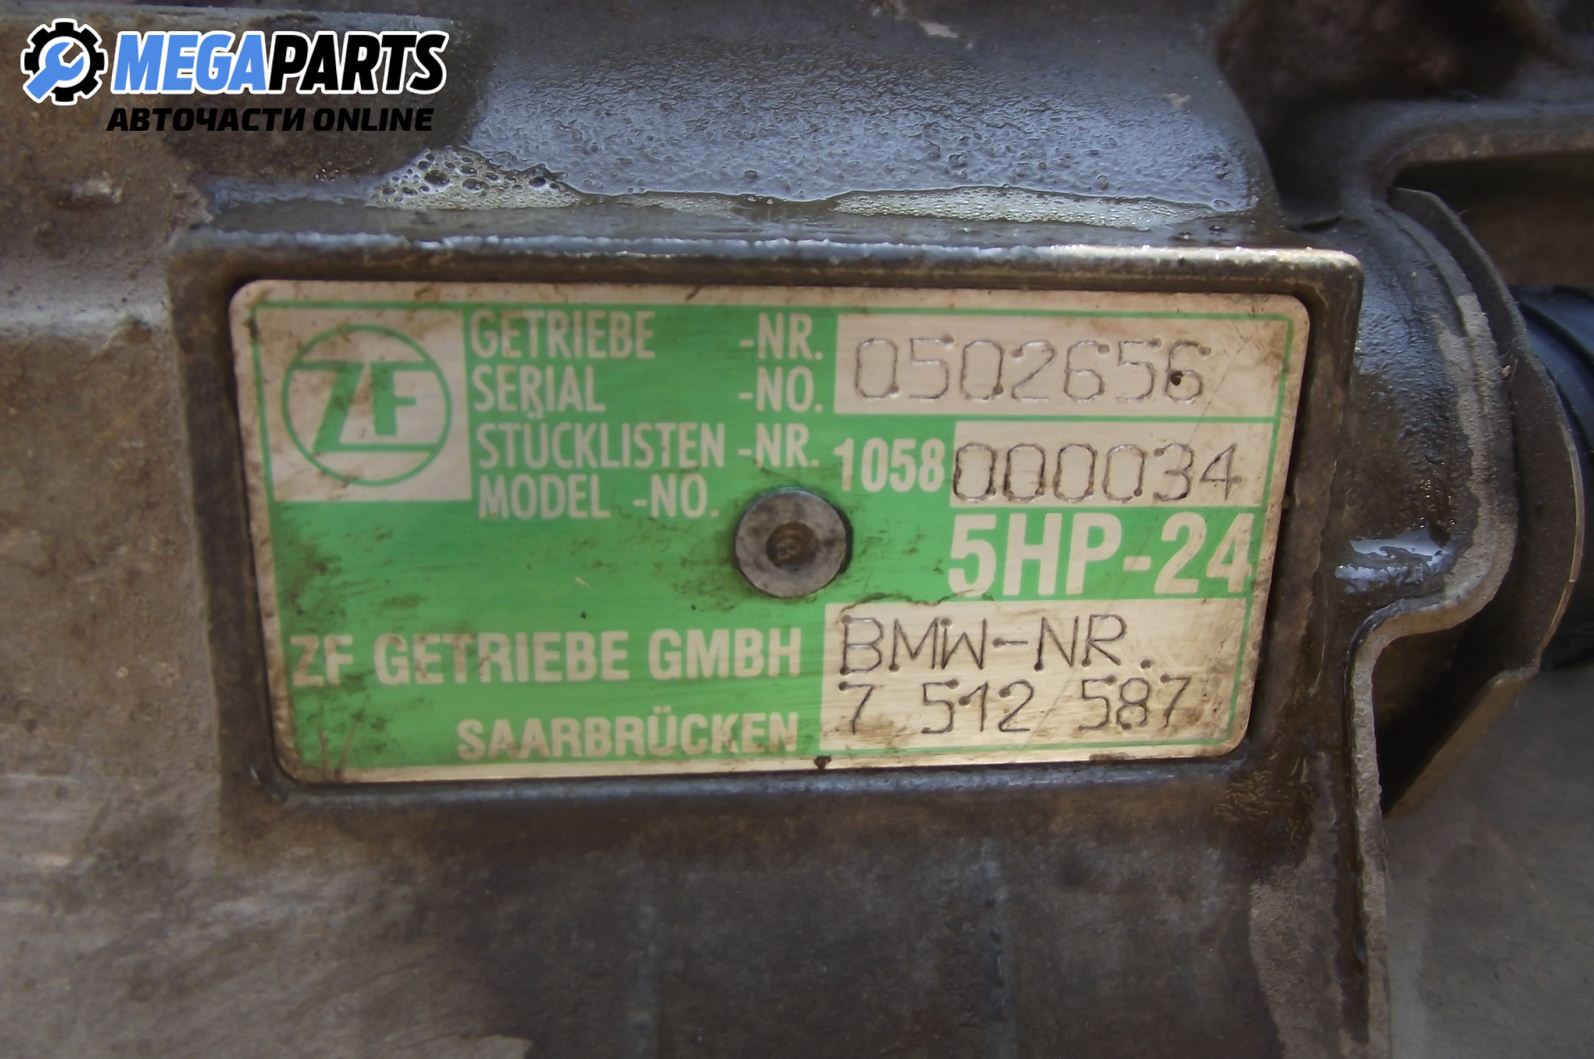 MEGAPARTS
АВТОЧАСТИ ONLINE
ZF
GETRIEBE -NR.
SERIAL -NO. 0502656
STÜCKLISTEN -NR.
MODEL -NO. 1058 000034
5HP-24
ZF GETRIEBE GMBH
SAARBRÜCKEN
BMW-NR.
7 512 587